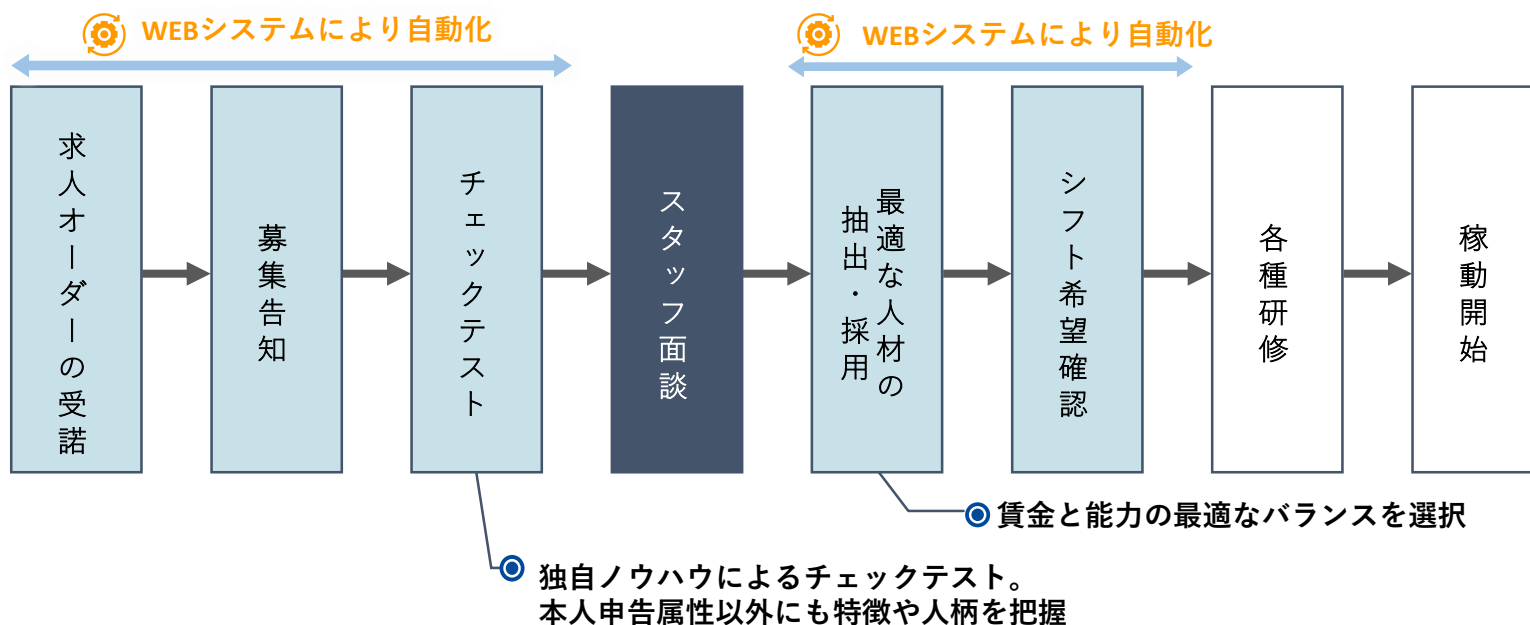 WEBシステムにより自動化
WEBシステムにより自動化
求人オーダーの受諾
募集告知
チェックテスト
スタッフ面談
最適な人材の
抽出・採用
シフト希望確認
各種研修
稼動開始
賃金と能力の最適なバランスを選択
独自ノウハウによるチェックテスト。
本人申告属性以外にも特徴や人柄を把握